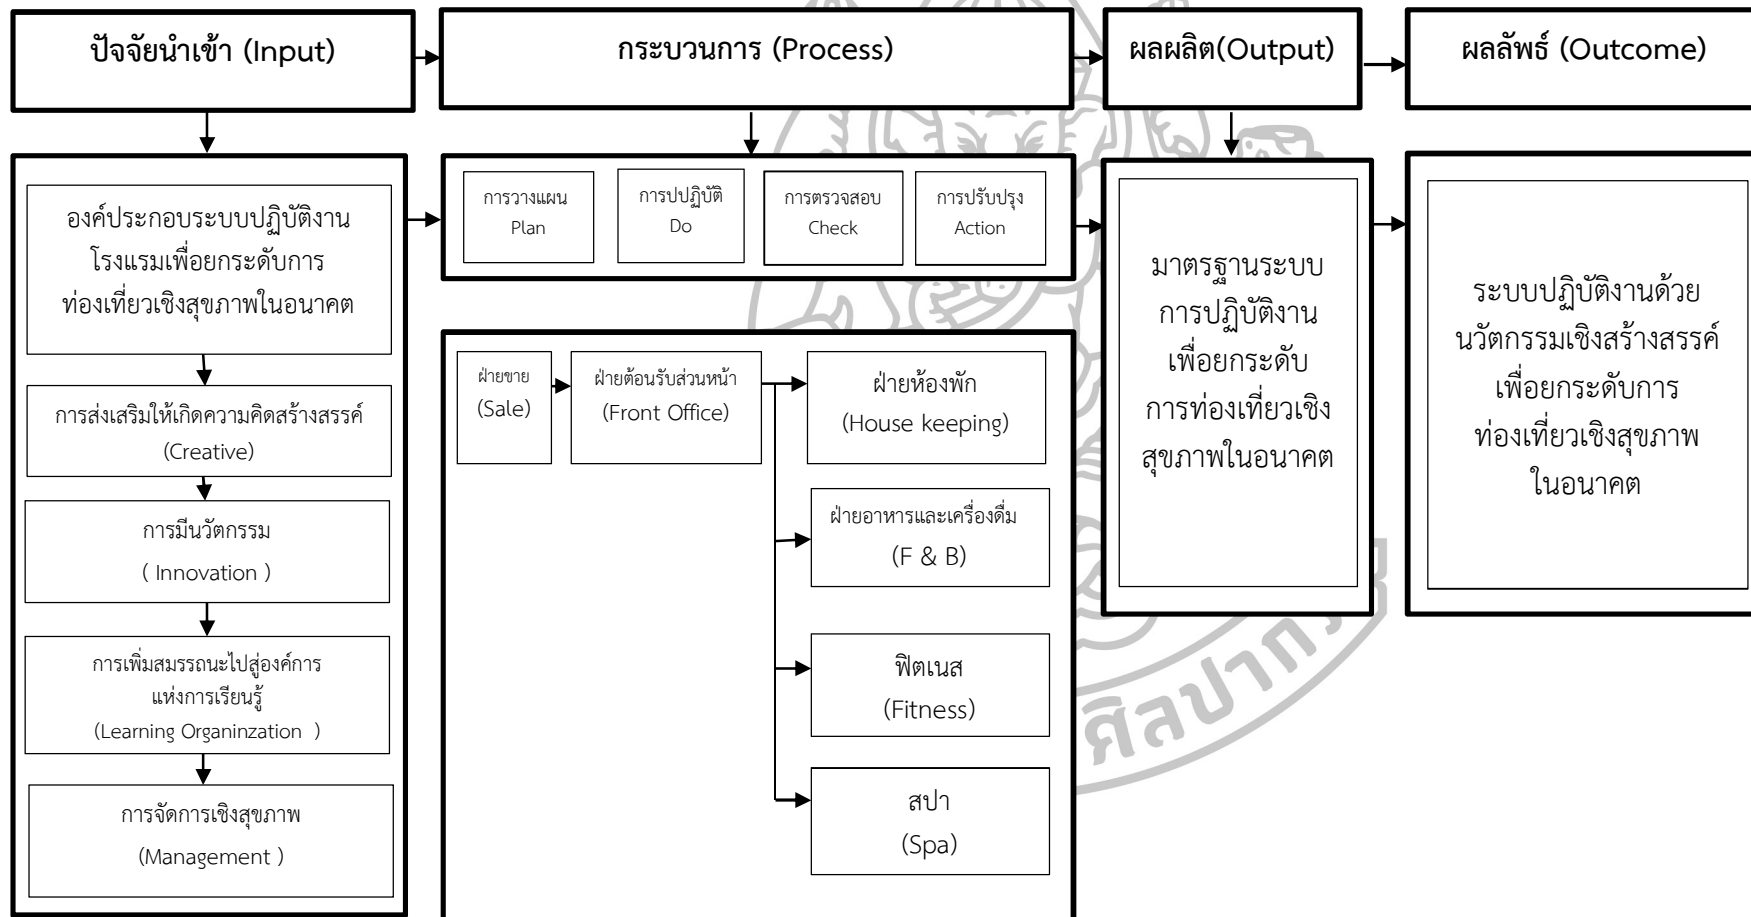 ปัจจัยนำเข้า (Input)
กระบวนการ (Process)
ผลผลิต(Output)
ผลลัพธ์ (Outcome)
องค์ประกอบระบบปฏิบัติงาน
โรงแรมเพื่อยกระดับการ
ท่องเที่ยวเชิงสุขภาพในอนาคต
การส่งเสริมให้เกิดความคิดสร้างสรรค์
(Creative)
การมีนวัตกรรม
( Innovation )
การเพิ่มสมรรถนะไปสู่องค์การ
แห่งการเรียนรู้
(Learning Organinzation )
การจัดการเชิงสุขภาพ
(Management )
การวางแผน
Plan
การปปฏิบัติ
Do
การตรวจสอบ
Check
การปรับปรุง
Action
ฝ่ายขาย
(Sale)
ฝ่ายต้อนรับส่วนหน้า
(Front Office)
ฝ่ายห้องพัก
(House keeping)
ฝ่ายอาหารและเครื่องดื่ม
(F & B)
ฟิตเนส
(Fitness)
สปา
(Spa)
มาตรฐานระบบ
การปฏิบัติงาน
เพื่อยกระดับ
การท่องเที่ยวเชิง
สุขภาพในอนาคต
ระบบปฏิบัติงานด้วย
นวัตกรรมเชิงสร้างสรรค์
เพื่อยกระดับการ
ท่องเที่ยวเชิงสุขภาพ
ในอนาคต
ศิลปากร